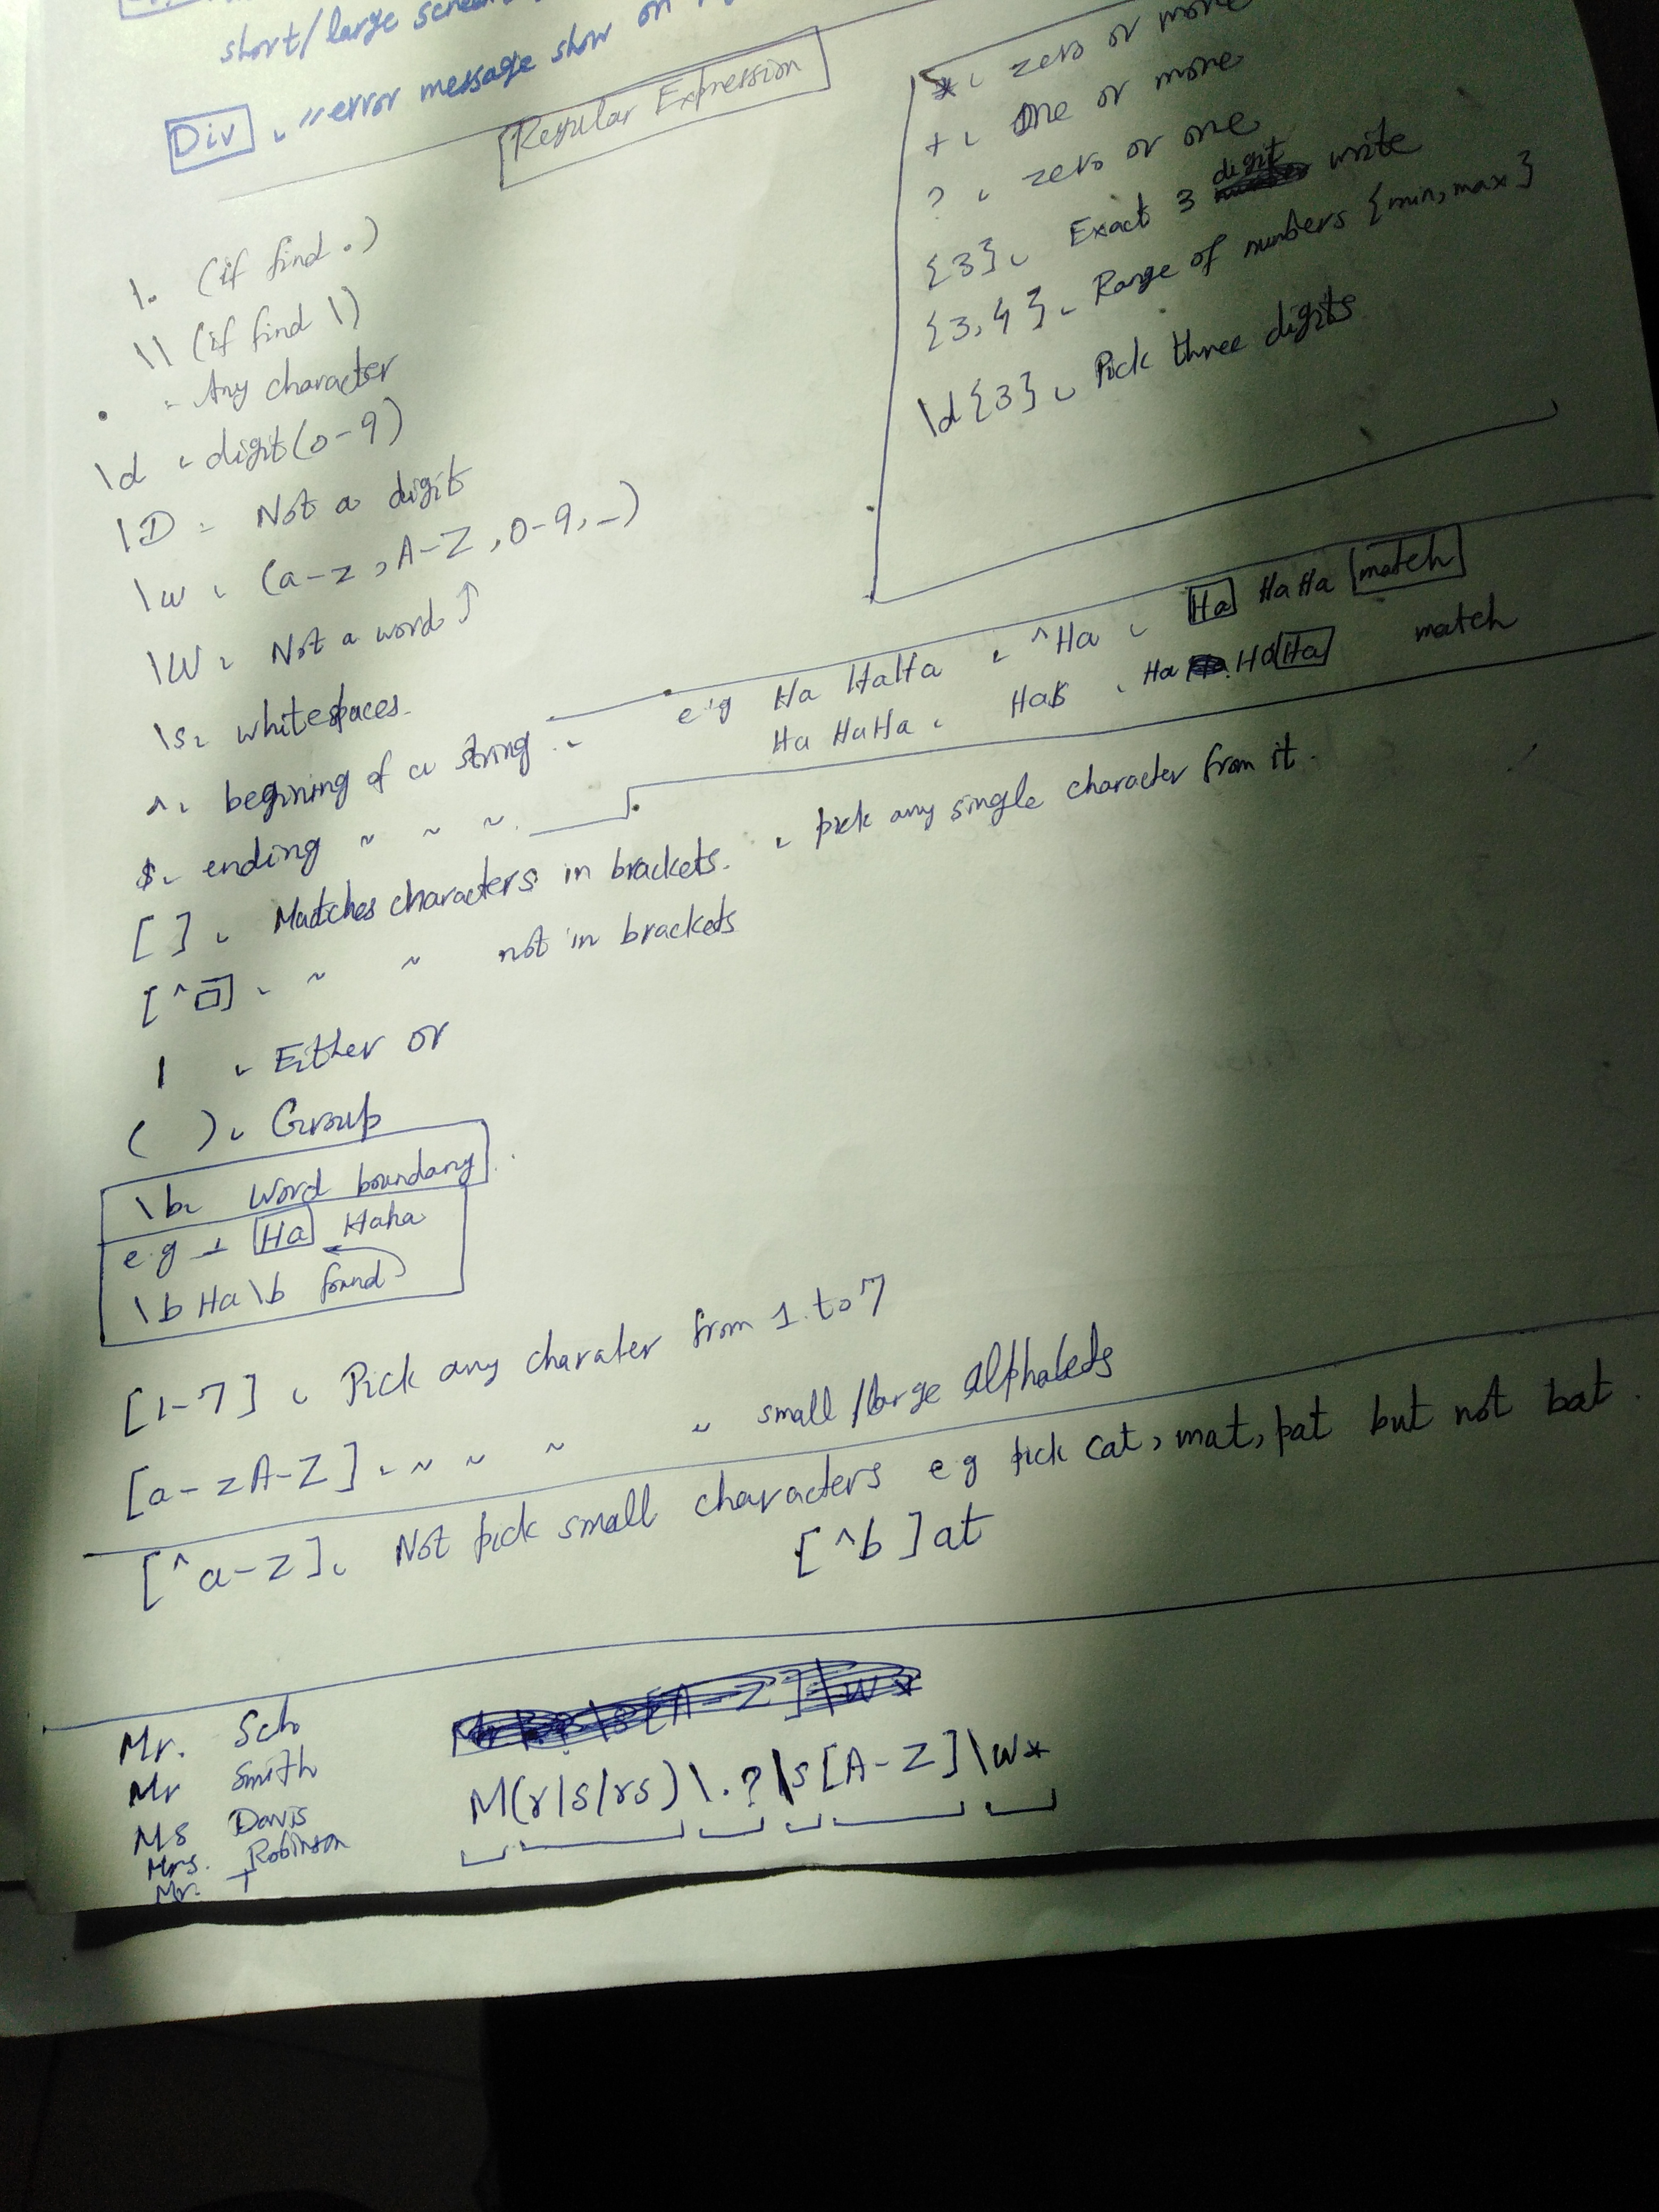 short/large
Div " error message show on
Regular Expression
* zero or more
+ One or more
? zero or one
{3} Exact 3 digit write
{3,4} Range of numbers {min, max}
\d{3} Pick three digits
\. (if find .)
\\ (if find \)
. = Any character
\d = digit (0-9)
\D = Not a digit
\w (a-z, A-Z, 0-9, _)
\W Not a word ↑
\s whitespaces.
^ begining of a string e.g Ha HaHa ^Ha Ha HaHa match
$ ending ~ ~ ~. Ha HaHa Ha$ Ha HaHa match
[ ] Matches characters in brackets. pick any single character from it.
[^ ] ~ ~ not in brackets
| Either or
( ) Group
\b Word boundary
e.g Ha Haha
\b Ha \b found
[1-7] Pick any charater from 1 to 7
[a-zA-Z] ~ ~ ~ " small/large alphabets
[^a-z] Not pick small characters e g pick cat, mat, pat but not bat.
[^b]at
Mr. Sch
Mr Smith
Ms Davis
Mrs. Robinson
Mr. T
M(r|s/rs)\.?\s[A-Z]\w*